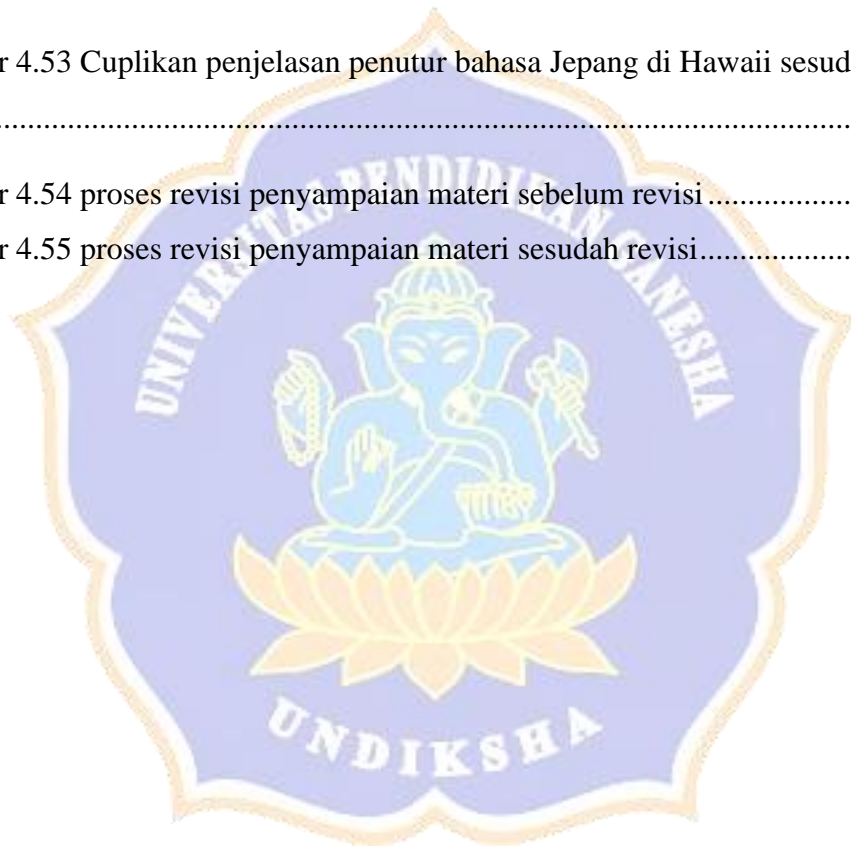 r 4.53 Cuplikan penjelasan penutur bahasa Jepang di Hawaii sesud
....................................................................................................
r 4.54 proses revisi penyampaian materi sebelum revisi ..................
r 4.55 proses revisi penyampaian materi sesudah revisi...................
UNIVERSITAS PENDIDIKAN GANESHA
UNDIKSHA